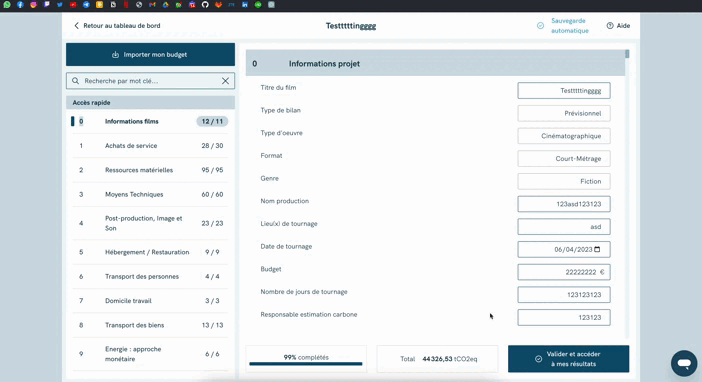 Retour au tableau de bord
Testttttingggg
Sauvegarde
automatique
Aide
Importer mon budget
Recherche par mot clé...
Accès rapide
0 Informations films 12 / 11
1 Achats de service 28 / 30
2 Ressources matérielles 95 / 95
3 Moyens Techniques 60 / 60
4 Post-production, Image et
Son 23 / 23
5 Hébergement / Restauration 9 / 9
6 Transport des personnes 4 / 4
7 Domicile travail 3 / 3
8 Transport des biens 13 / 13
9 Energie : approche
monétaire 6 / 6
0 Informations projet
Titre du film Testttttingggg
Type de bilan Prévisionnel
Type d'oeuvre Cinématographique
Format Court-Métrage
Genre Fiction
Nom production 123asd123123
Lieu(x) de tournage asd
Date de tournage 06/04/2023
Budget 22222222 €
Nombre de jours de tournage 123123123
Responsable estimation carbone 123123
99% complétés
Total 44 326,53 tCO2eq
Valider et accéder
à mes résultats